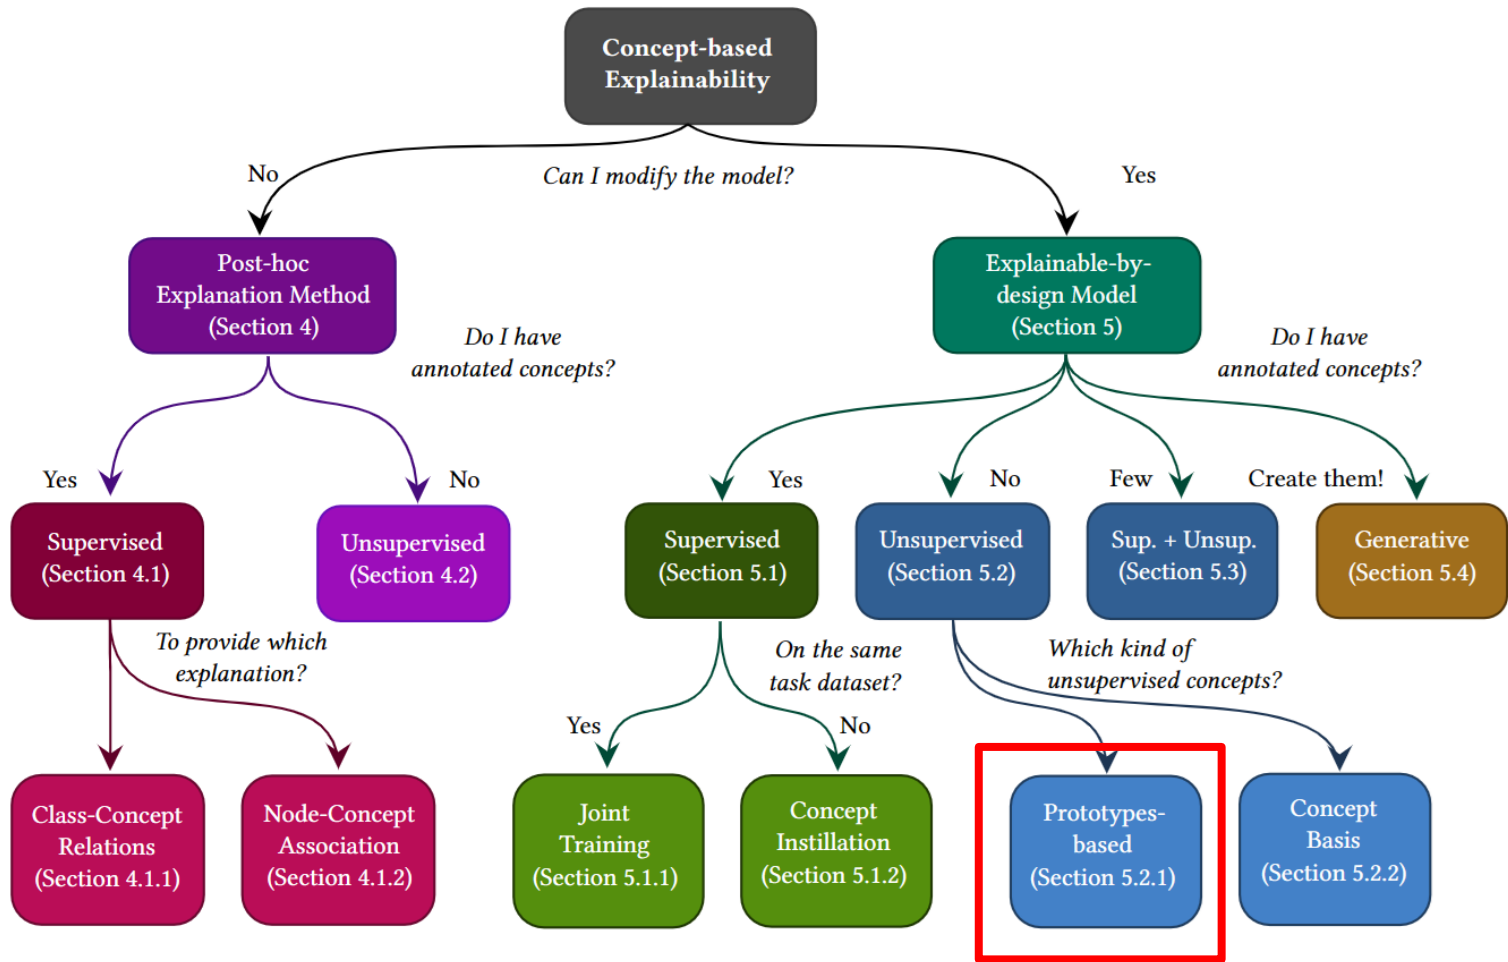 Concept-based
Explainability
No
Can I modify the model?
Yes
Post-hoc
Explanation Method
(Section 4)
Explainable-by-
design Model
(Section 5)
Do I have
annotated concepts?
Do I have
annotated concepts?
Yes
No
Yes
No
Few
Create them!
Supervised
(Section 4.1)
Unsupervised
(Section 4.2)
Supervised
(Section 5.1)
Unsupervised
(Section 5.2)
Sup. + Unsup.
(Section 5.3)
Generative
(Section 5.4)
To provide which
explanation?
On the same
task dataset?
Which kind of
unsupervised concepts?
Yes
No
Class-Concept
Relations
(Section 4.1.1)
Node-Concept
Association
(Section 4.1.2)
Joint
Training
(Section 5.1.1)
Concept
Instillation
(Section 5.1.2)
Prototypes-
based
(Section 5.2.1)
Concept
Basis
(Section 5.2.2)